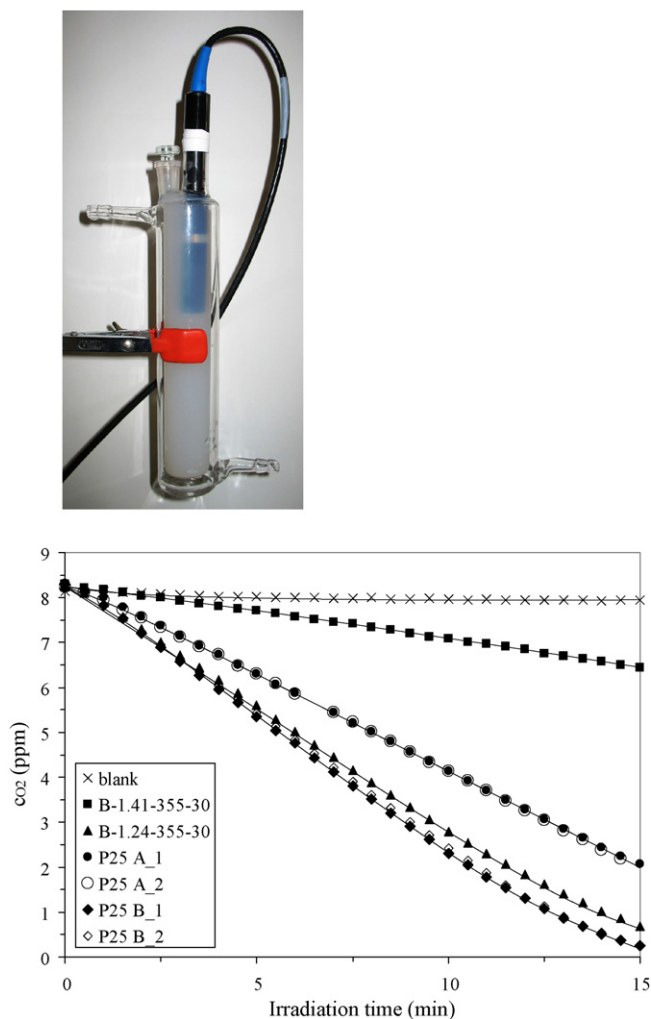 9
8
7
6
5
4
3
2
1
0
c_O2 (ppm)
blank
B-1.41-355-30
B-1.24-355-30
P25 A_1
P25 A_2
P25 B_1
P25 B_2
0 5 10 15
Irradiation time (min)